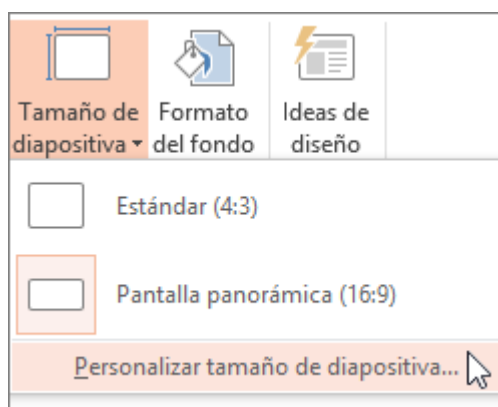 Tamaño de Formato Ideas de
diapositiva del fondo diseño
Estándar (4:3)
Pantalla panorámica (16:9)
Personalizar tamaño de diapositiva...